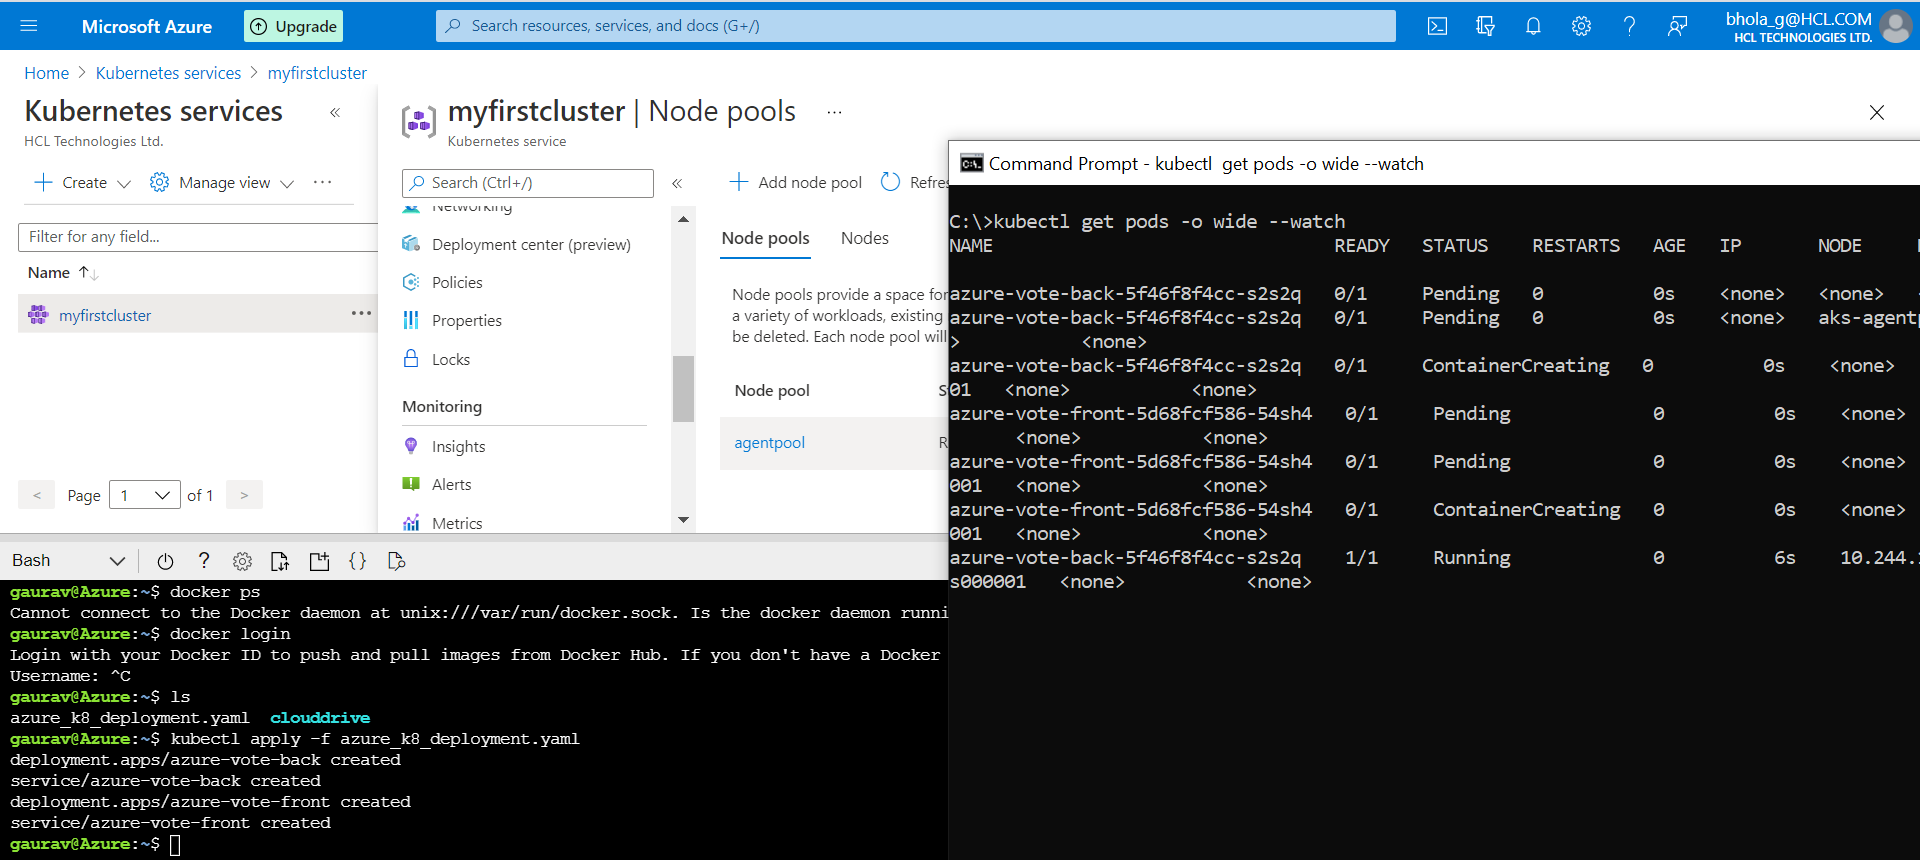 Microsoft Azure
Upgrade
Search resources, services, and docs (G+/)
bhola_g@HCL.COM
HCL TECHNOLOGIES LTD.
Home > Kubernetes services > myfirstcluster
Kubernetes services
HCL Technologies Ltd.
Create
Manage view
Filter for any field...
Name
myfirstcluster
< Page 1 of 1 >
myfirstcluster | Node pools
Kubernetes service
Search (Ctrl+/)
Networking
Deployment center (preview)
Policies
Properties
Locks
Monitoring
Insights
Alerts
Metrics
Add node pool
Node pools
Nodes
Node pools provide a space for
a variety of workloads, existing
be deleted. Each node pool will
Node pool
agentpool
Command Prompt - kubectl  get pods -o wide --watch
C:\>kubectl get pods -o wide --watch
NAME READY STATUS RESTARTS AGE IP NODE
azure-vote-back-5f46f8f4cc-s2s2q 0/1 Pending 0 0s <none> <none> <
azure-vote-back-5f46f8f4cc-s2s2q 0/1 Pending 0 0s <none> aks-agentp
> <none>
azure-vote-back-5f46f8f4cc-s2s2q 0/1 ContainerCreating 0 0s <none>
01 <none> <none>
azure-vote-front-5d68fcf586-54sh4 0/1 Pending 0 0s <none>
<none> <none>
azure-vote-front-5d68fcf586-54sh4 0/1 Pending 0 0s <none>
001 <none> <none>
azure-vote-front-5d68fcf586-54sh4 0/1 ContainerCreating 0 0s <none>
001 <none> <none>
azure-vote-back-5f46f8f4cc-s2s2q 1/1 Running 0 6s 10.244.
s000001 <none> <none>
Bash
gaurav@Azure:~$ docker ps
Cannot connect to the Docker daemon at unix:///var/run/docker.sock. Is the docker daemon runni
gaurav@Azure:~$ docker login
Login with your Docker ID to push and pull images from Docker Hub. If you don't have a Docker
Username: ^C
gaurav@Azure:~$ ls
azure_k8_deployment.yaml  clouddrive
gaurav@Azure:~$ kubectl apply -f azure_k8_deployment.yaml
deployment.apps/azure-vote-back created
service/azure-vote-back created
deployment.apps/azure-vote-front created
service/azure-vote-front created
gaurav@Azure:~$